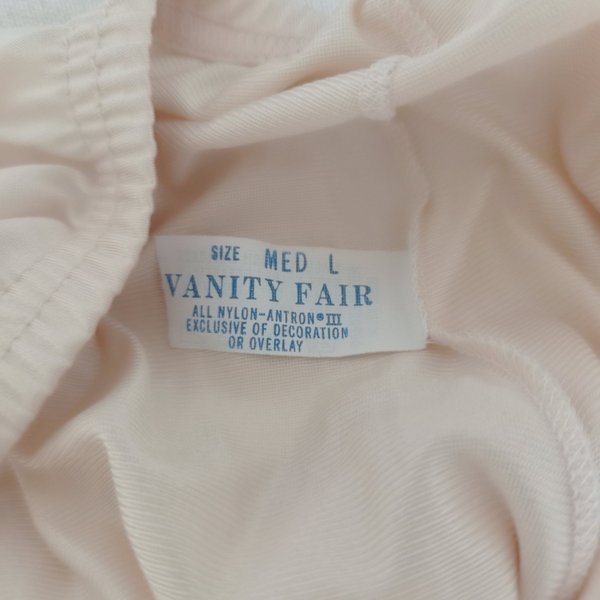 SIZE MED L
VANITY FAIR
ALL NYLON-ANTRON® III
EXCLUSIVE OF DECORATION
OR OVERLAY